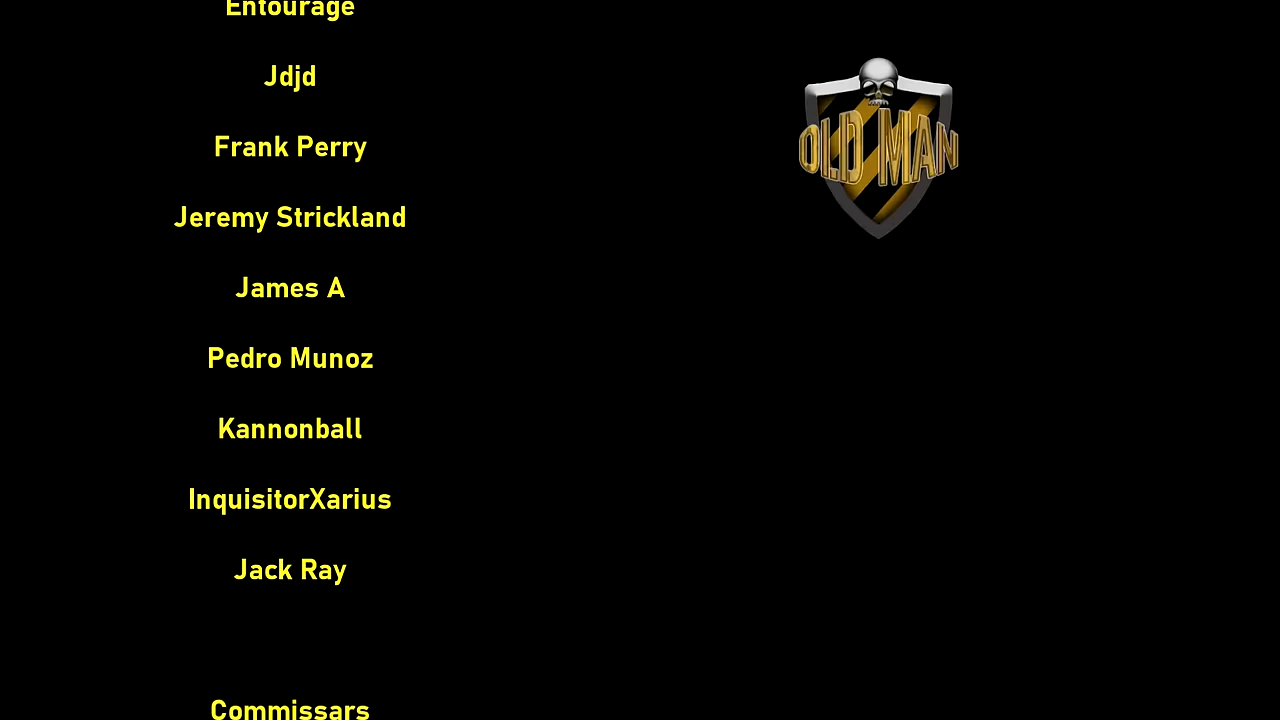 Entourage
Jdjd
Frank Perry
Jeremy Strickland
James A
Pedro Munoz
Kannonball
InquisitorXarius
Jack Ray
Commissars
OLD MAN